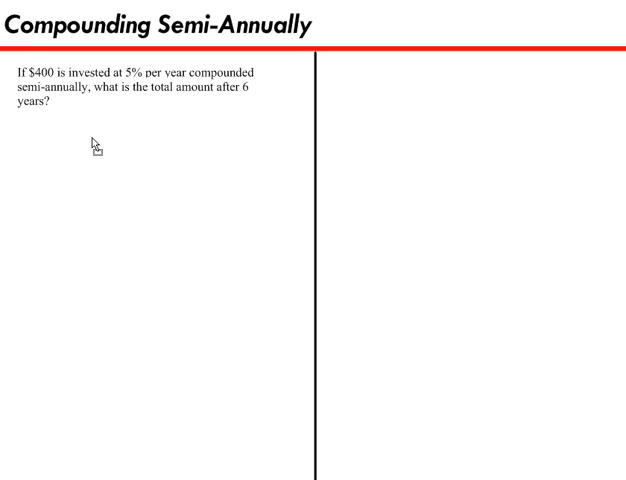 Compounding Semi-Annually
If $400 is invested at 5% per year compounded
semi-annually, what is the total amount after 6
years?